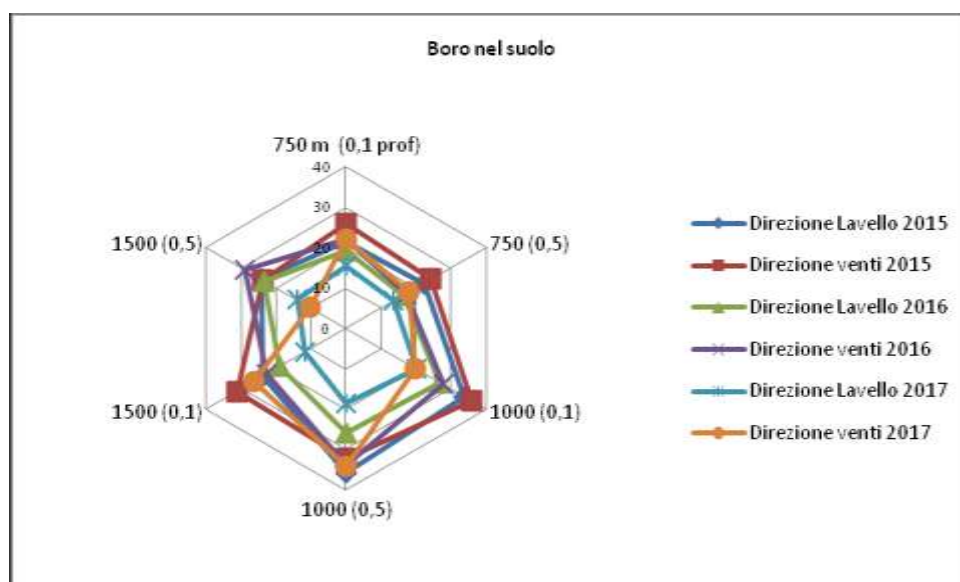 Boro nel suolo
750 m (0,1 prof)
40
30
20
10
0
750 (0,5)
1000 (0,1)
1000 (0,5)
1500 (0,1)
1500 (0,5)
Direzione Lavello 2015
Direzione venti 2015
Direzione Lavello 2016
Direzione venti 2016
Direzione Lavello 2017
Direzione venti 2017